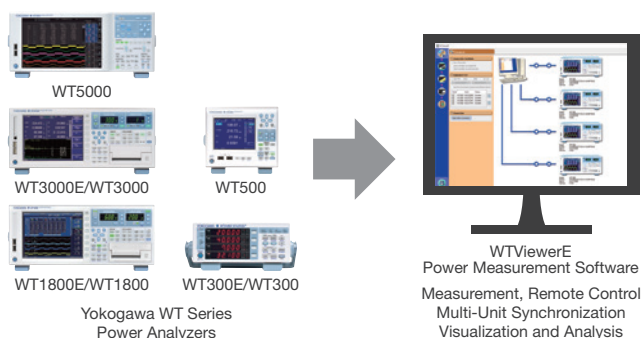 WT5000
WT3000E/WT3000
WT500
WT1800E/WT1800
WT300E/WT300
Yokogawa WT Series
Power Analyzers
WTViewerE
Power Measurement Software
Measurement, Remote Control
Multi-Unit Synchronization
Visualization and Analysis